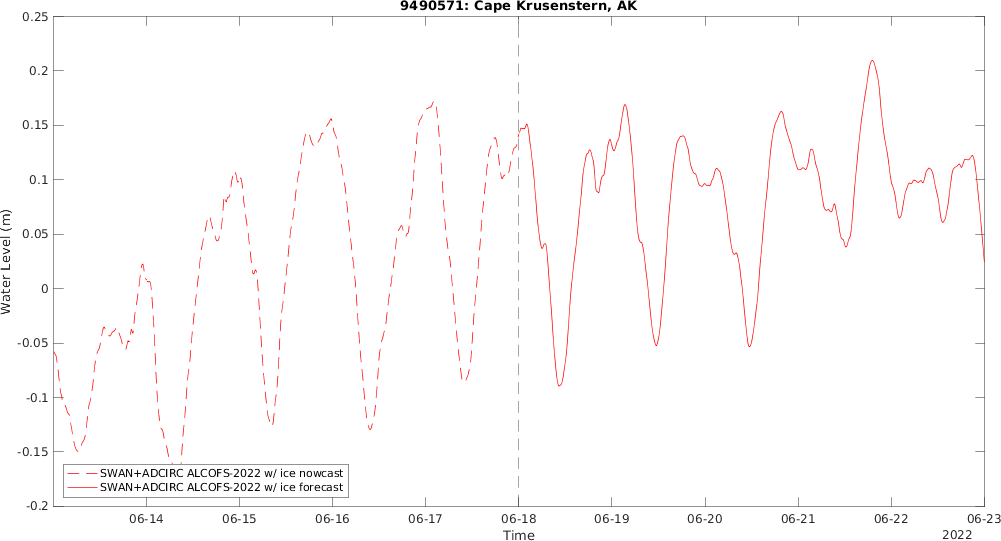 9490571: Cape Krusenstern, AK
0.25
0.2
0.15
0.1
0.05
0
-0.05
-0.1
-0.15
-0.2
Water Level (m)
SWAN+ADCIRC ALCOFS-2022 w/ ice nowcast
SWAN+ADCIRC ALCOFS-2022 w/ ice forecast
06-14 06-15 06-16 06-17 06-18 06-19 06-20 06-21 06-22 06-23
Time
2022